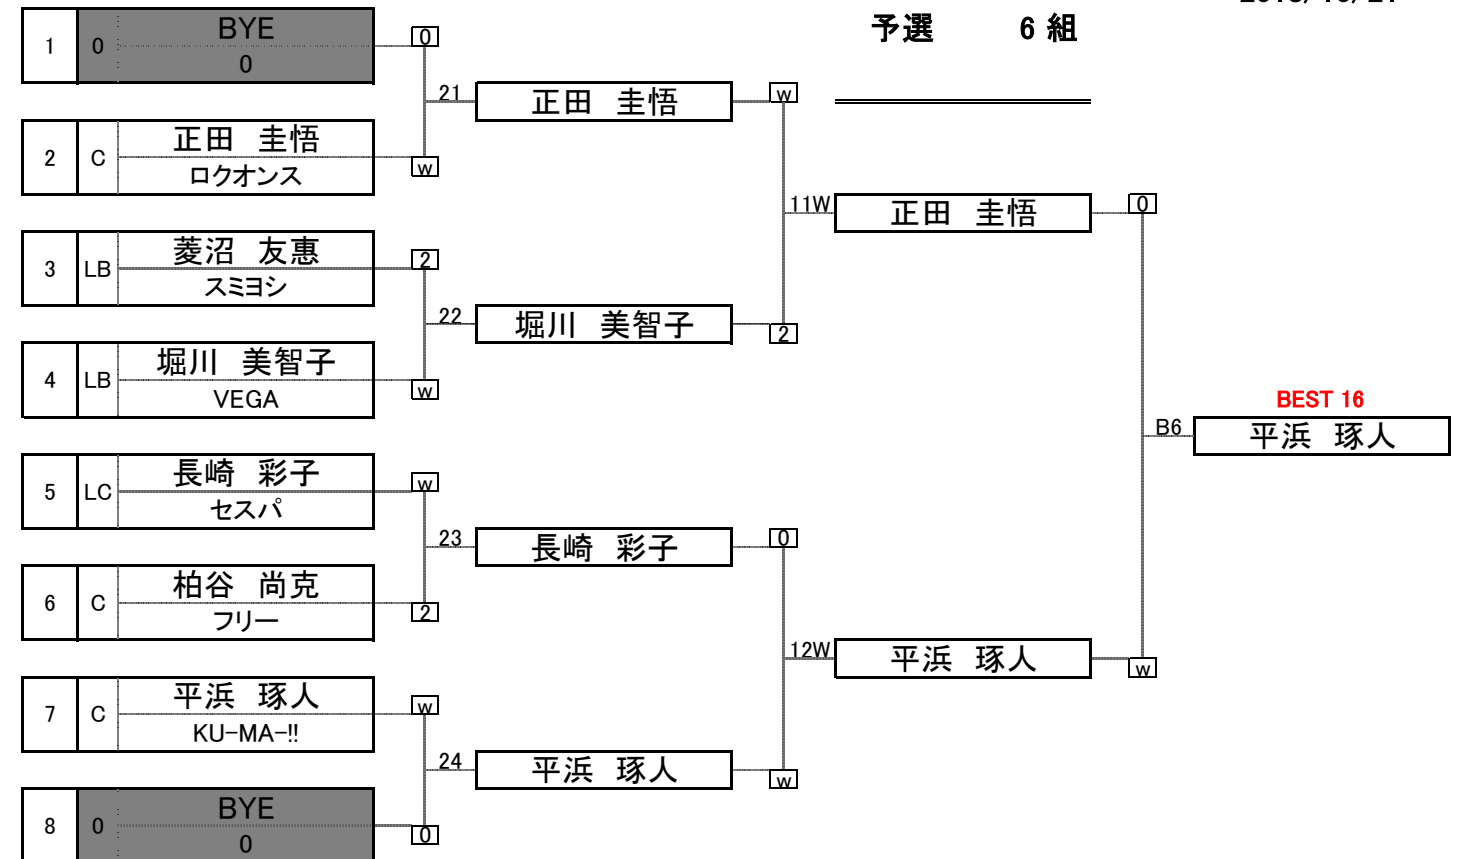 予選 6 組
1 0 BYE 0
0
21 正田 圭悟 w
2 C 正田 圭悟
ロクオンス w
11W 正田 圭悟 0
3 LB 菱沼 友惠 2
スミヨシ
22 堀川 美智子 2
4 LB 堀川 美智子
VEGA w
BEST 16
B6 平浜 琢人
5 LC 長崎 彩子 w
セスパ
23 長崎 彩子 0
6 C 柏谷 尚克
フリー 2
12W 平浜 琢人 w
7 C 平浜 琢人 w
KU-MA-!!
24 平浜 琢人 w
8 0 BYE
0 0